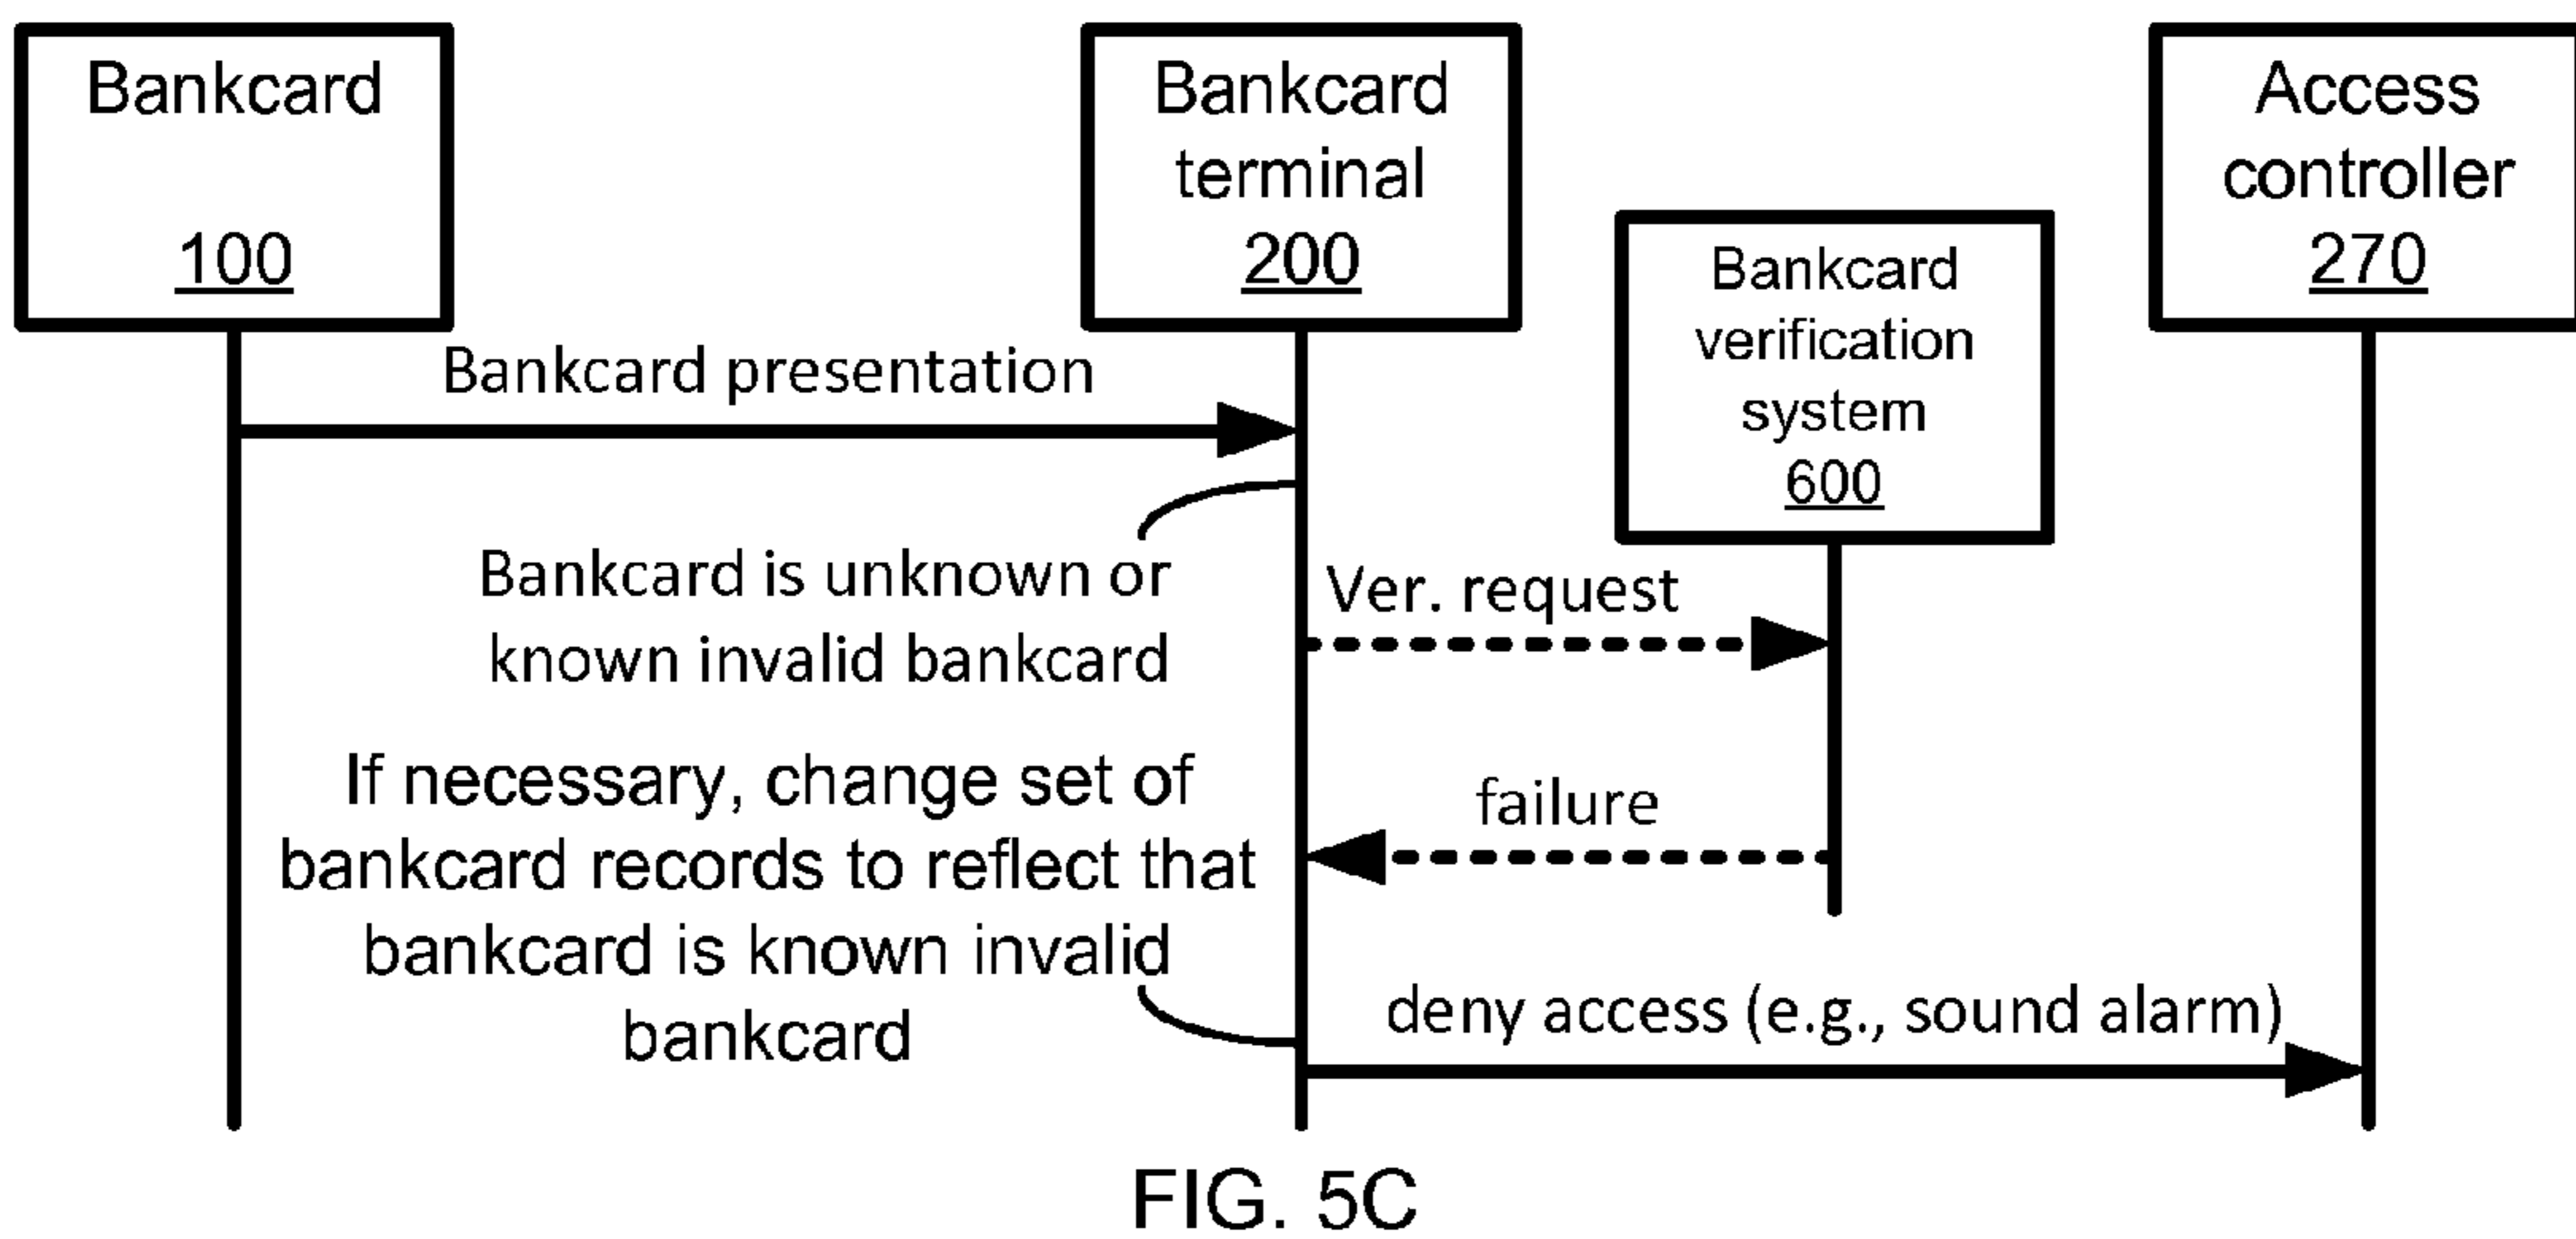 Bankcard
100
Bankcard
terminal
200
Bankcard
verification
system
600
Access
controller
270
Bankcard presentation
Bankcard is unknown or
known invalid bankcard
Ver. request
If necessary, change set of
bankcard records to reflect that
bankcard is known invalid
bankcard
failure
deny access (e.g., sound alarm)
FIG. 5C